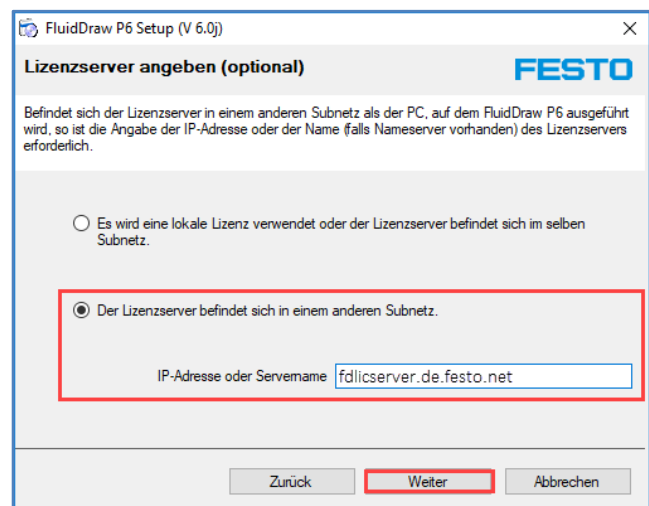 FluidDraw P6 Setup (V 6.0j)
Lizenzserver angeben (optional)
FESTO
Befindet sich der Lizenzserver in einem anderen Subnetz als der PC, auf dem FluidDraw P6 ausgeführt
wird, so ist die Angabe der IP-Adresse oder der Name (falls Nameserver vorhanden) des Lizenzservers
erforderlich.
Es wird eine lokale Lizenz verwendet oder der Lizenzserver befindet sich im selben
Subnetz.
Der Lizenzserver befindet sich in einem anderen Subnetz.
IP-Adresse oder Servername fdlicserver.de.festo.net
Zurück Weiter Abbrechen